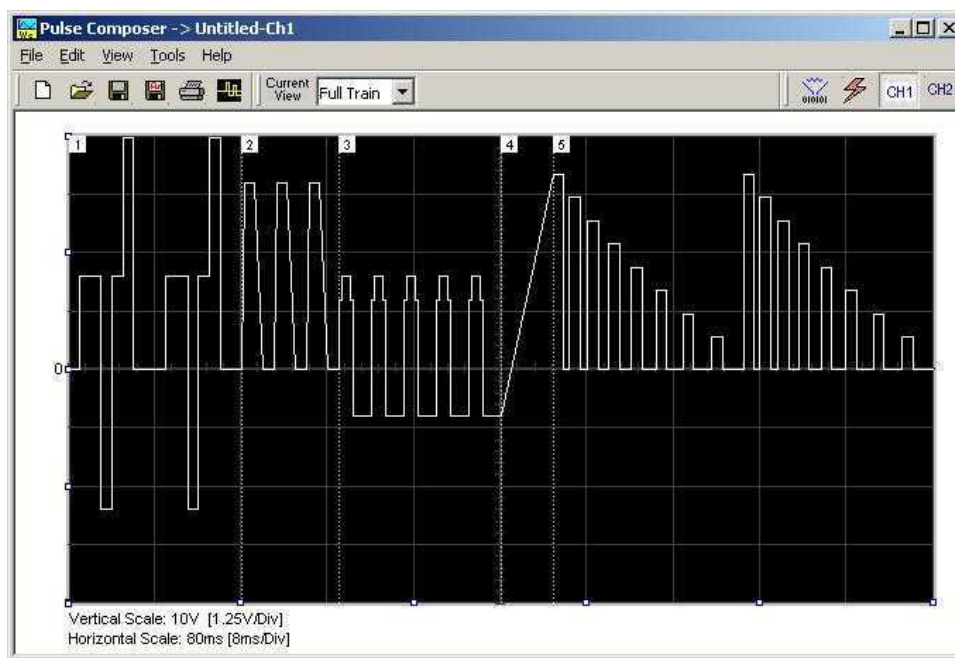 Pulse Composer -> Untitled-Ch1
File Edit View Tools Help
Current View Full Train
010101 CH1 CH2
1 2 3 4 5
0
Vertical Scale: 10V [1.25V/Div]
Horizontal Scale: 80ms [8ms/Div]